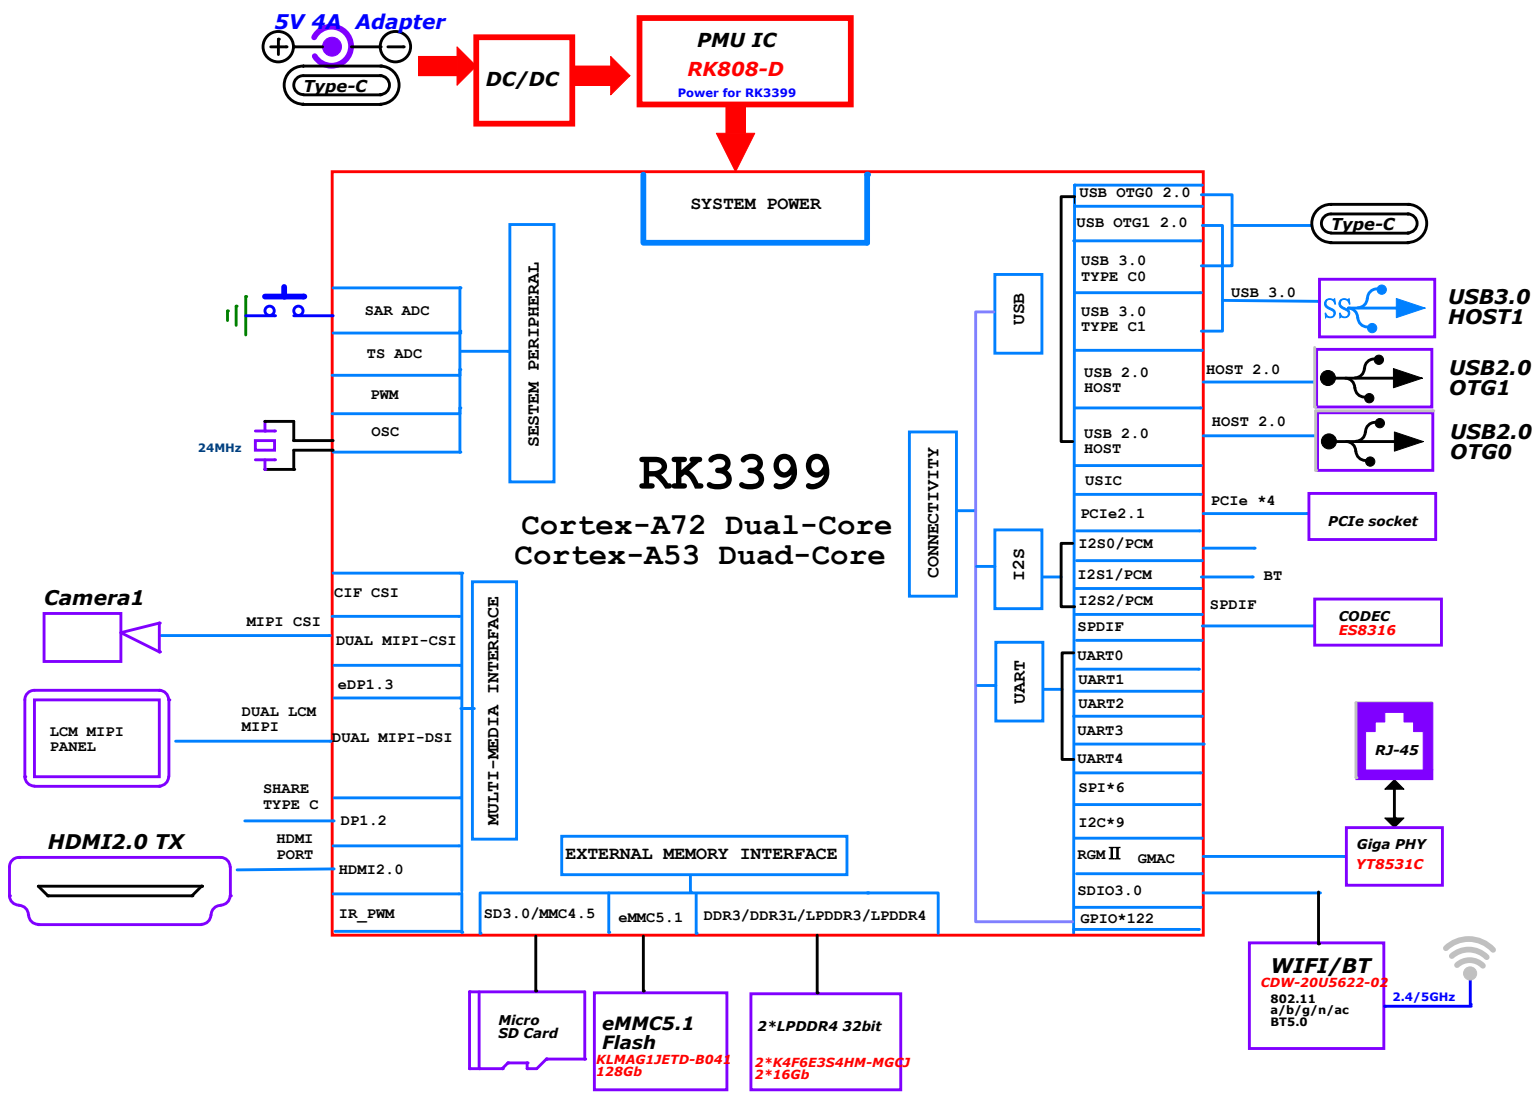 5V 4A Adapter
Type-C
DC/DC
PMU IC
RK808-D
Power for RK3399
SYSTEM POWER
SAR ADC
TS ADC
PWM
OSC
24MHz
SESTEM PERIPHERAL
RK3399
Cortex-A72 Dual-Core
Cortex-A53 Duad-Core
CIF CSI
DUAL MIPI-CSI
eDP1.3
DUAL MIPI-DSI
DP1.2
HDMI2.0
IR_PWM
MULTI-MEDIA INTERFACE
Camera1
MIPI CSI
LCM MIPI
PANEL
DUAL LCM
MIPI
SHARE
TYPE C
HDMI
PORT
HDMI2.0 TX
EXTERNAL MEMORY INTERFACE
SD3.0/MMC4.5
eMMC5.1
DDR3/DDR3L/LPDDR3/LPDDR4
Micro
SD Card
eMMC5.1
Flash
KLMAG1JETD-B041
128Gb
2*LPDDR4 32bit
2*K4F6E3S4HM-MGCJ
2*16Gb
CONNECTIVITY
USB
I2S
UART
USB OTG0 2.0
USB OTG1 2.0
USB 3.0
TYPE C0
USB 3.0
TYPE C1
USB 2.0
HOST
USB 2.0
HOST
USIC
PCIe2.1
I2S0/PCM
I2S1/PCM
I2S2/PCM
SPDIF
UART0
UART1
UART2
UART3
UART4
SPI*6
I2C*9
RGMII GMAC
SDIO3.0
GPIO*122
Type-C
USB 3.0
SS
USB3.0
HOST1
HOST 2.0
USB2.0
OTG1
HOST 2.0
USB2.0
OTG0
PCIe *4
PCIe socket
BT
SPDIF
CODEC
ES8316
RJ-45
Giga PHY
YT8531C
WIFI/BT
CDW-20U5622-02
802.11
a/b/g/n/ac
BT5.0
2.4/5GHz